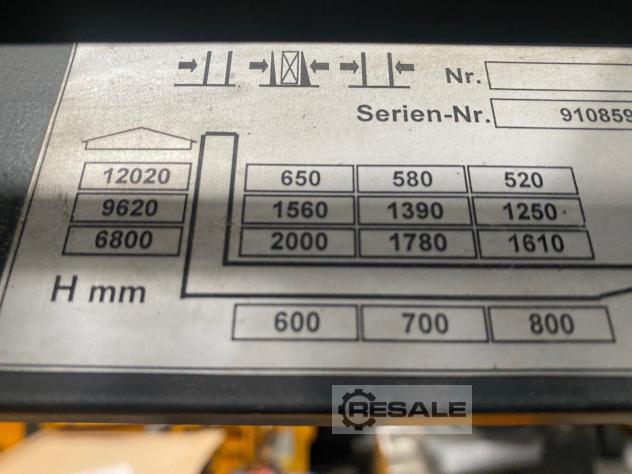 Nr.
Serien-Nr. 910859
12020 650 580 520
9620 1560 1390 1250
6800 2000 1780 1610
H mm
600 700 800
RESALE